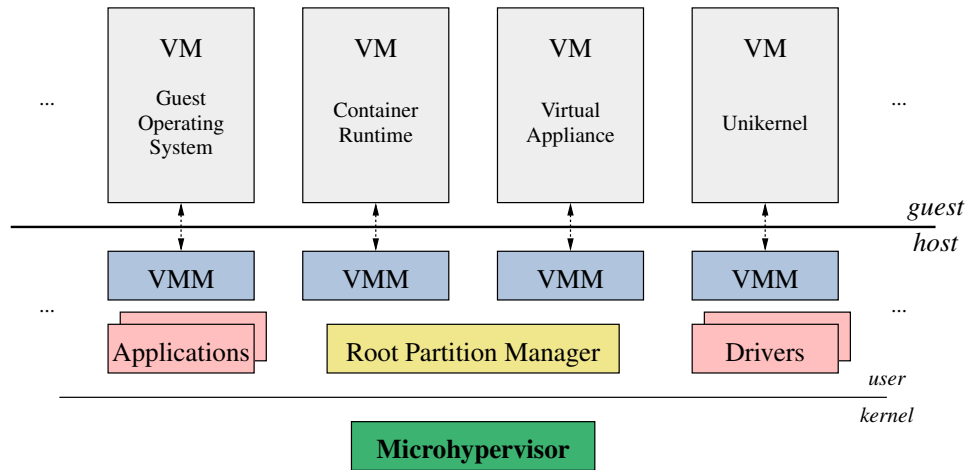 VM
VM
VM
VM
Guest
Operating
System
Container
Runtime
Virtual
Appliance
Unikernel
...
...
guest
host
VMM
VMM
VMM
VMM
...
...
Applications
Root Partition Manager
Drivers
user
kernel
Microhypervisor